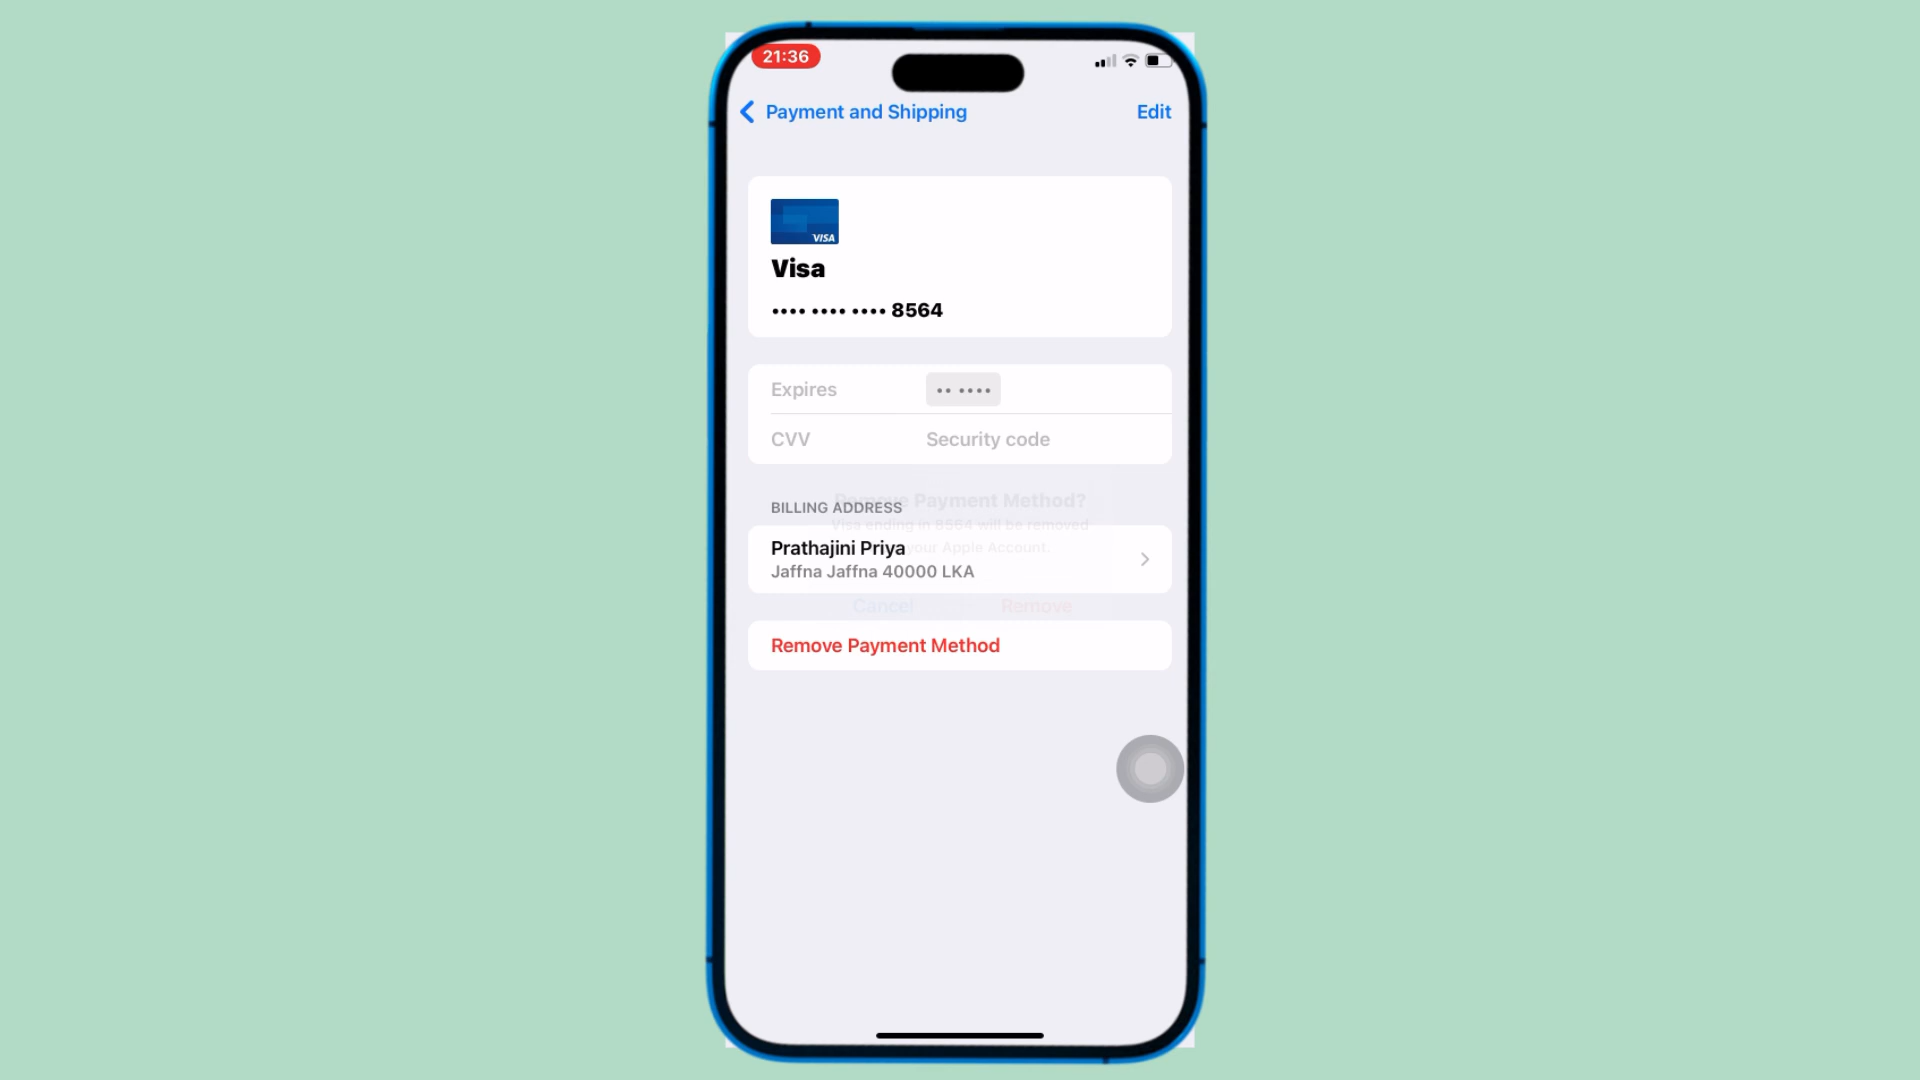 21:36
Payment and Shipping
Edit
VISA
Visa
•••• •••• •••• 8564
Expires
•• ••••
CVV
Security code
Remove Payment Method?
BILLING ADDRESS
Visa ending in 8564 will be removed
Prathajini Priya
your Apple Account.
Jaffna Jaffna 40000 LKA
Cancel
Remove
Remove Payment Method